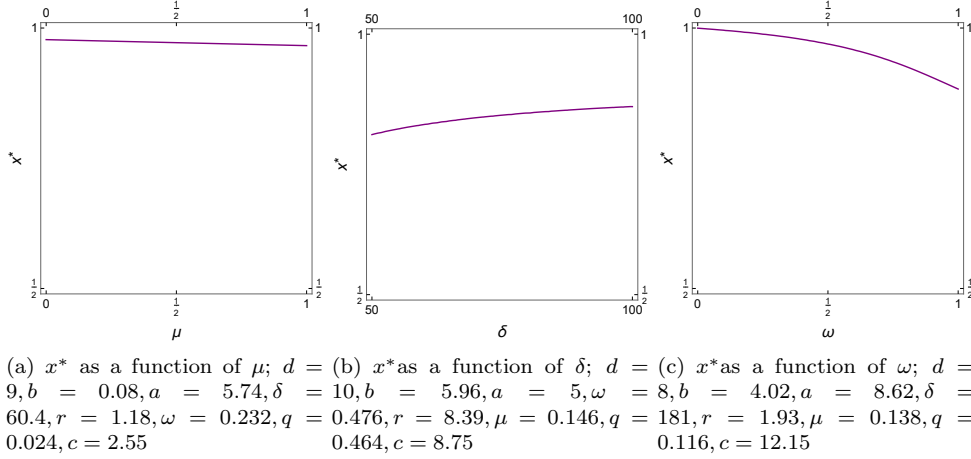 0 1/2 1
50 100
0 1/2 1
1 1
1 1
1 1
x*
x*
x*
1/2 1/2
1/2 1/2
1/2 1/2
0 1/2 1
50 100
0 1/2 1
μ
δ
ω
(a) x* as a function of μ; d =
9, b = 0.08, a = 5.74, δ =
60.4, r = 1.18, ω = 0.232, q =
0.024, c = 2.55
(b) x*as a function of δ; d =
10, b = 5.96, a = 5, ω =
0.476, r = 8.39, μ = 0.146, q =
0.464, c = 8.75
(c) x*as a function of ω; d =
8, b = 4.02, a = 8.62, δ =
181, r = 1.93, μ = 0.138, q =
0.116, c = 12.15